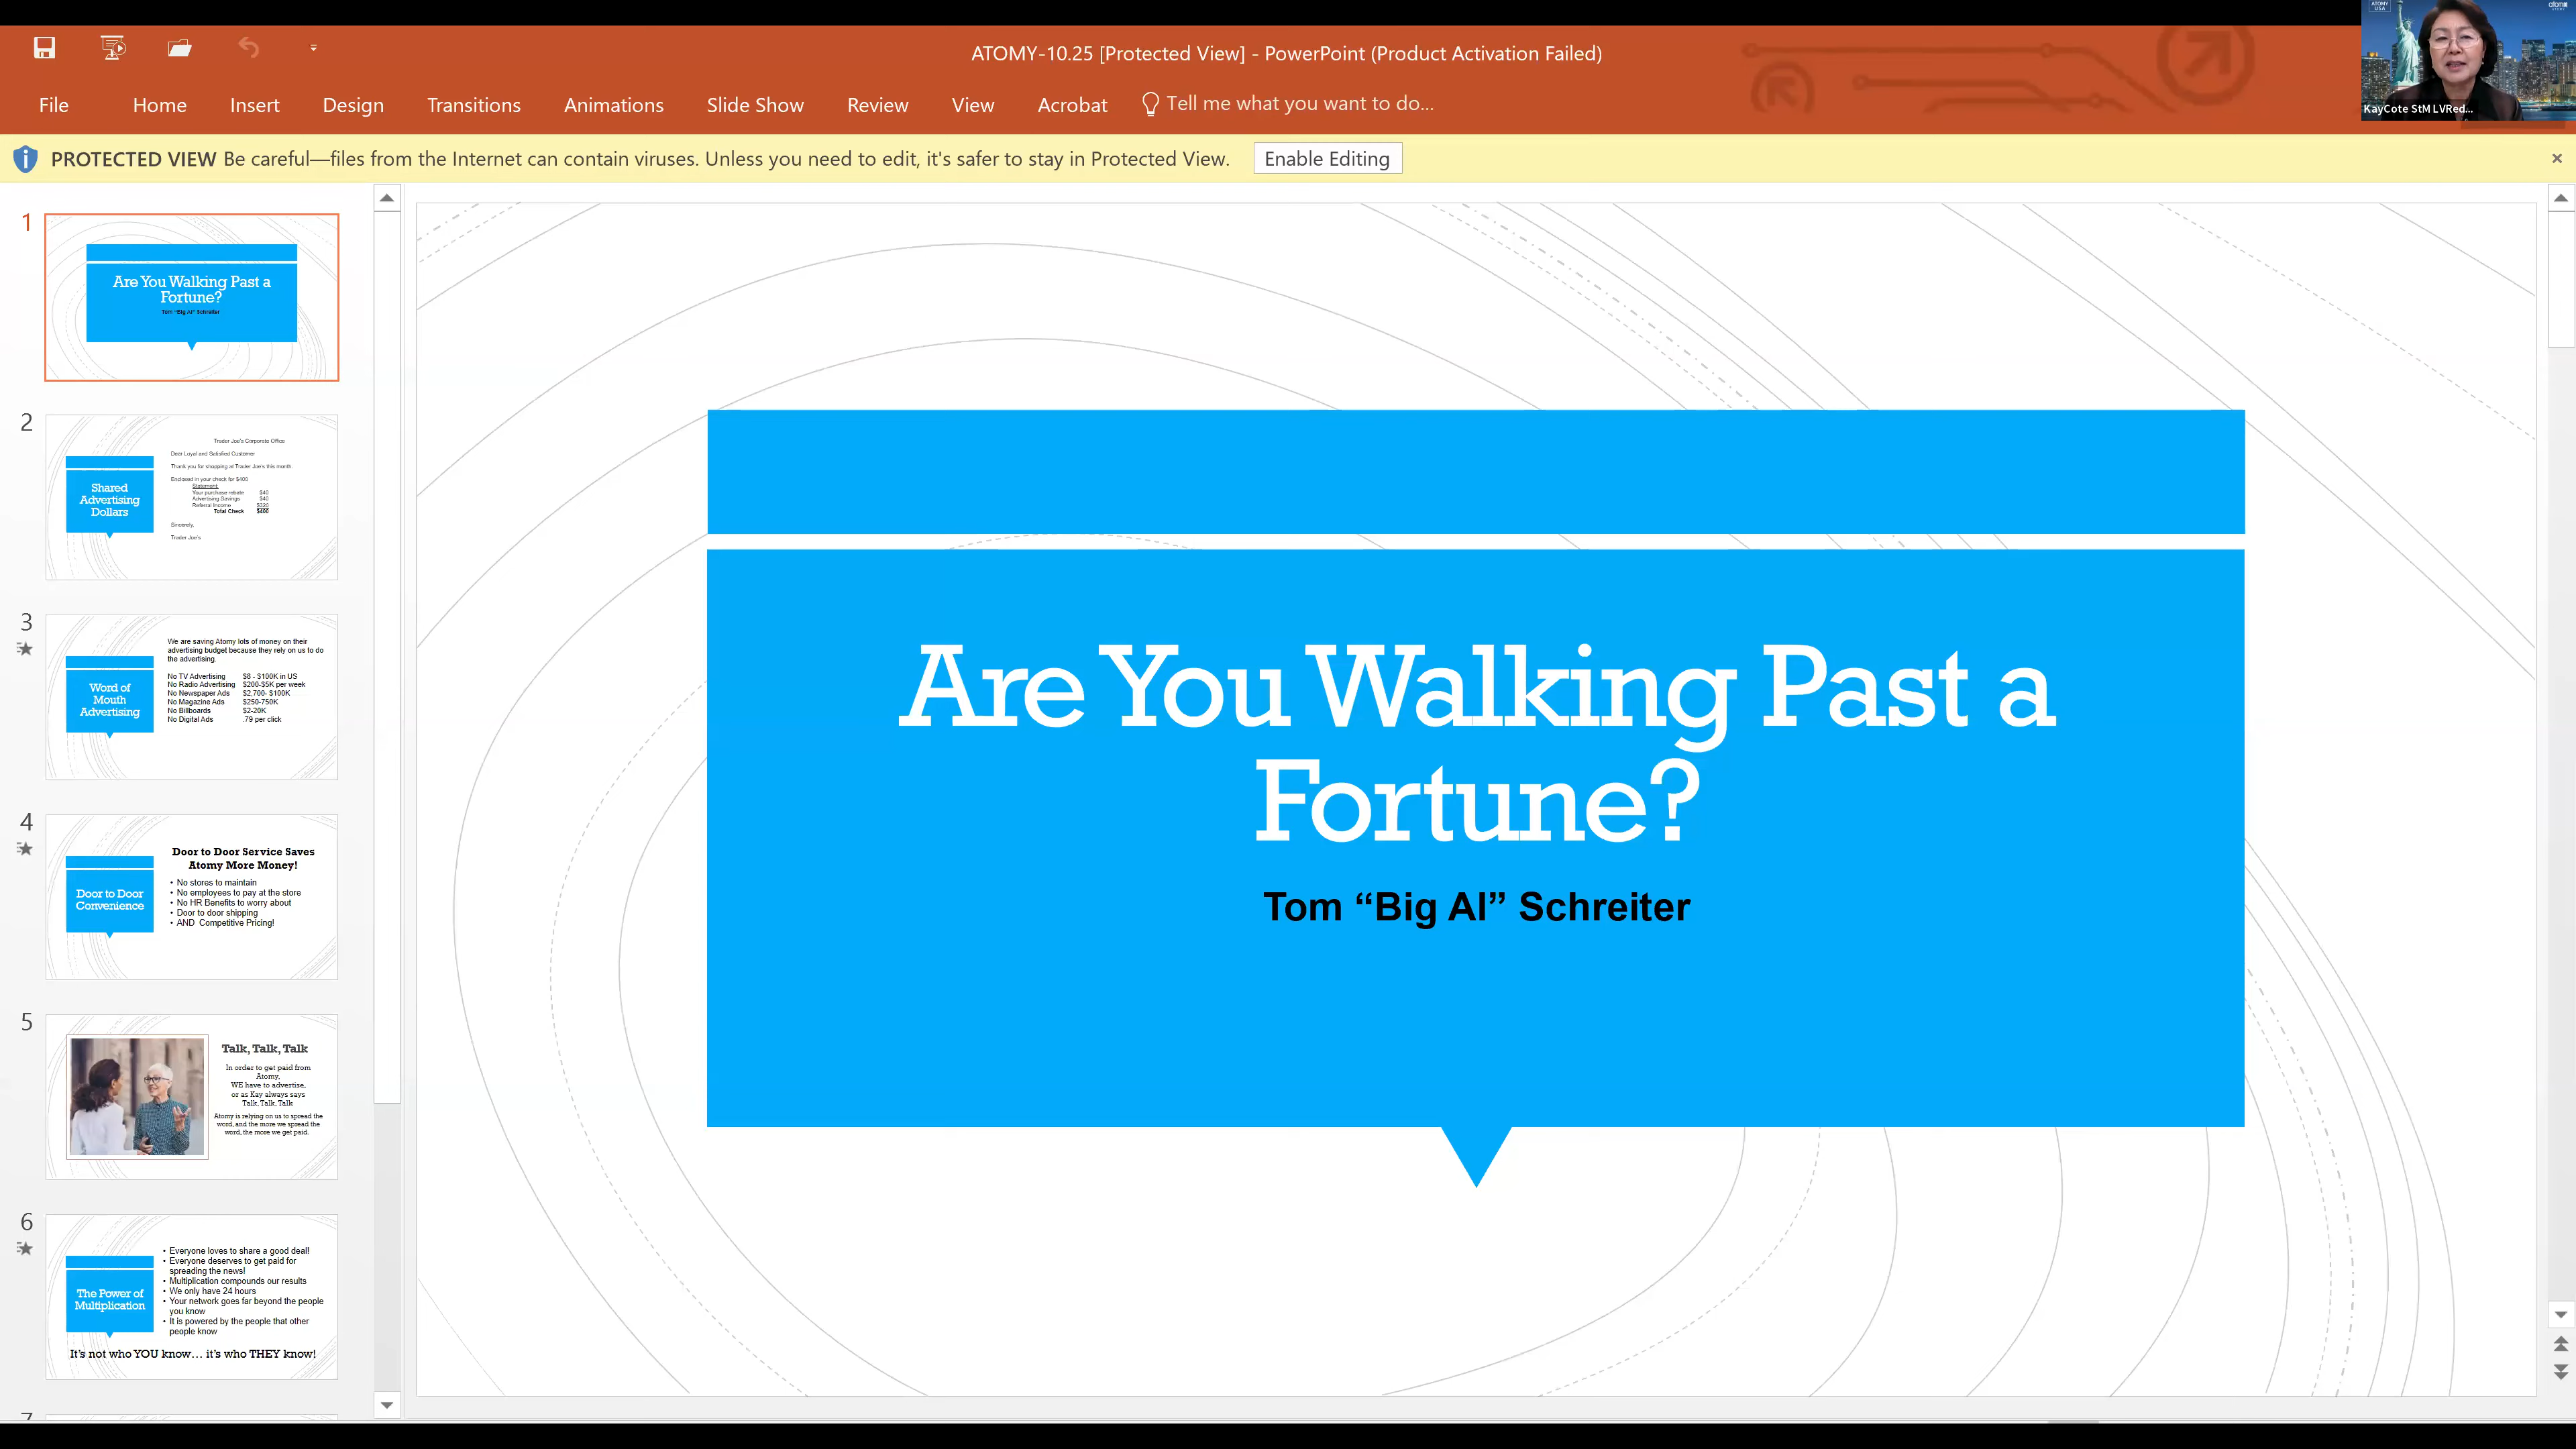 ATOMY-10.25 [Protected View] - PowerPoint (Product Activation Failed)
ATOMY
USA
KayCote StM LVRed...
File Home Insert Design Transitions Animations Slide Show Review View Acrobat Tell me what you want to do...
PROTECTED VIEW Be careful—files from the Internet can contain viruses. Unless you need to edit, it's safer to stay in Protected View. Enable Editing
1
Are You Walking Past a
Fortune?
Tom “Big Al” Schreiter
2
Shared
Advertising
Dollars
Trader Joe's Corporate Office
Dear Loyal and Satisfied Customer
Thank you for shopping at Trader Joe's this month.
Enclosed in your check for $400
Statement
Your purchase rebate $40
Advertising Savings $40
Referral Income
Total Check $400
Sincerely,
Trader Joe's
3
Word of
Mouth
Advertising
We are saving Atomy lots of money on their
advertising budget because they rely on us to do
the advertising.
No TV Advertising $8 - $100K in US
No Radio Advertising $200-$5K per week
No Newspaper Ads $2,700- $100K
No Magazine Ads $250-750K
No Billboards $2-20K
No Digital Ads .79 per click
4
Door to Door
Convenience
Door to Door Service Saves
Atomy More Money!
• No stores to maintain
• No employees to pay at the store
• No HR Benefits to worry about
• Door to door shipping
• AND Competitive Pricing!
5
Talk, Talk, Talk
In order to get paid from
Atomy,
WE have to advertise,
or as Kay always says
Talk, Talk, Talk
Atomy is relying on us to spread the
word, and the more we spread the
word, the more we get paid.
6
The Power of
Multiplication
• Everyone loves to share a good deal!
• Everyone deserves to get paid for
spreading the news!
• Multiplication compounds our results
• We only have 24 hours
• Your network goes far beyond the people
you know
• It is powered by the people that other
people know
It's not who YOU know... it's who THEY know!
7
Are You Walking Past a
Fortune?
Tom “Big Al” Schreiter